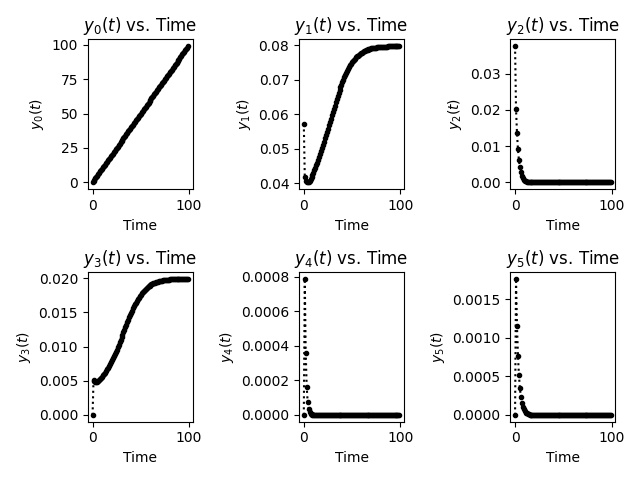 y₀(t) vs. Time
y₀(t)
100
75
50
25
0
0
100
Time
y₁(t) vs. Time
y₁(t)
0.08
0.07
0.06
0.05
0.04
0
100
Time
y₂(t) vs. Time
y₂(t)
0.03
0.02
0.01
0.00
0
100
Time
y₃(t) vs. Time
y₃(t)
0.020
0.015
0.010
0.005
0.000
0
100
Time
y₄(t) vs. Time
y₄(t)
0.0008
0.0006
0.0004
0.0002
0.0000
0
100
Time
y₅(t) vs. Time
y₅(t)
0.0015
0.0010
0.0005
0.0000
0
100
Time